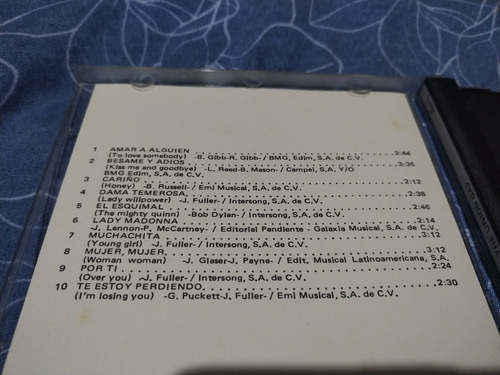 1 AMAR A ALGUIEN 2:44
(To love somebody) -B. Gibb-R, Gibb-/ BMG, Edim, S.A. de C.V.
2 BESAME Y ADIOS 3:35
(Kiss me and goodbye) -L, Reed-B, Mason-/ Campei, S.A. Y/O
BMG Edim, S.A. de C.V.
3 CARIÑO 2:12
(Honey) -B. Russell-/ Emi Musical, S.A. de C.V.
4 DAMA TEMEROSA 2:38
(Lady willpower) -J. Fuller-/ Intersong, S.A. de C.V.
5 EL ESQUIMAL 2:46
(The mighty quinn) -Bob Dylan-/ Intersong, S.A. de C.V.
6 LADY MADONNA 2:14
-J, Lennon-P, McCartney-/ Editorial Pendiente - Galaxia Musical, S.A. de C.V.
7 MUCHACHITA 3:12
(Young girl) -J. Fuller-/ Intersong, S.A. de C.V.
8 MUJER, MUJER 3:12
(Woman woman) -J, Glaser-J. Payne-/ Edit, Musical Latinoamericana, S.A.
9 POR TI 2:24
(Over you) -J. Fuller-/ Intersong, S.A. de C.V.
10 TE ESTOY PERDIENDO 2:30
(I'm losing you) -G. Puckett-J, Fuller-/ Emi Musical, S.A. de C.V.